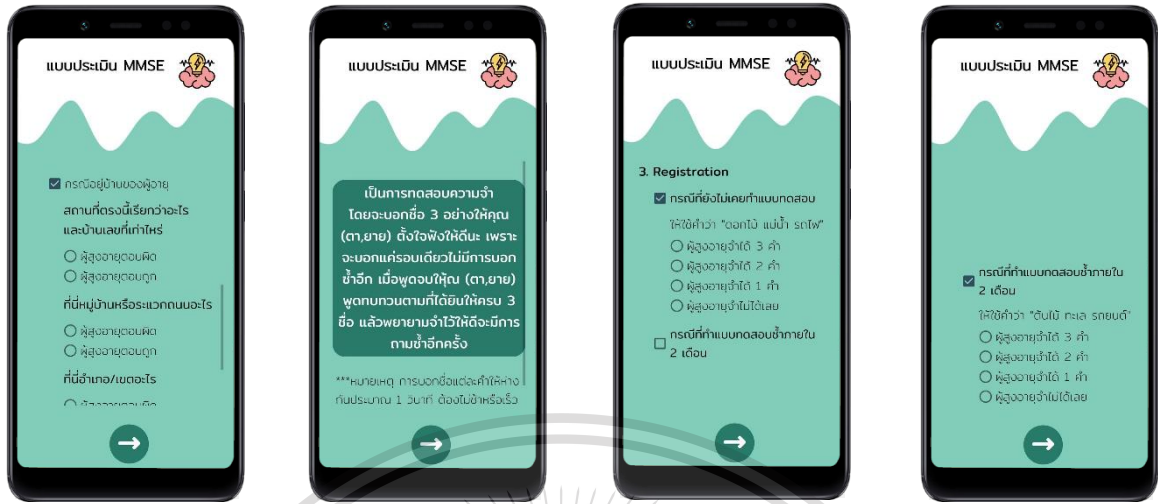 แบบประเมิน MMSE
กรณีอยู่บ้านของผู้อายุ
สถานที่ตรงนี้เรียกว่าอะไร
และบ้านเลขที่เท่าไหร่
ผู้สูงอายุตอบผิด
ผู้สูงอายุตอบถูก
ที่นี่หมู่บ้านหรือระแวกถนนอะไร
ผู้สูงอายุตอบผิด
ผู้สูงอายุตอบถูก
ที่นี่อำเภอ/เขตอะไร
ผู้สูงอายุตอบผิด
แบบประเมิน MMSE
เป็นการทดสอบความจำ
โดยจะบอกชื่อ 3 อย่างให้คุณ
(ตา,ยาย) ตั้งใจฟังให้ดีนะ เพราะ
จะบอกแค่รอบเดียวไม่มีการบอก
ซ้ำอีก เมื่อพูดจบให้คุณ (ตา,ยาย)
พูดทบทวนตามที่ได้ยินให้ครบ 3
ชื่อ แล้วพยายามจำไว้ให้ดีจะมีการ
ถามซ้ำอีกครั้ง
***หมายเหตุ การบอกชื่อแต่ละคำให้ห่าง
กันประมาณ 1 วินาที ต้องไม่ช้าหรือเร็ว
แบบประเมิน MMSE
3. Registration
กรณีที่ยังไม่เคยทำแบบทดสอบ
ให้ใช้คำว่า "ดอกไม้ แม่น้ำ รถไฟ"
ผู้สูงอายุจำได้ 3 คำ
ผู้สูงอายุจำได้ 2 คำ
ผู้สูงอายุจำได้ 1 คำ
ผู้สูงอายุจำไม่ได้เลย
กรณีที่ทำแบบทดสอบซ้ำภายใน
2 เดือน
แบบประเมิน MMSE
กรณีที่ทำแบบทดสอบซ้ำภายใน
2 เดือน
ให้ใช้คำว่า "ต้นไม้ ทะเล รถยนต์"
ผู้สูงอายุจำได้ 3 คำ
ผู้สูงอายุจำได้ 2 คำ
ผู้สูงอายุจำได้ 1 คำ
ผู้สูงอายุจำไม่ได้เลย